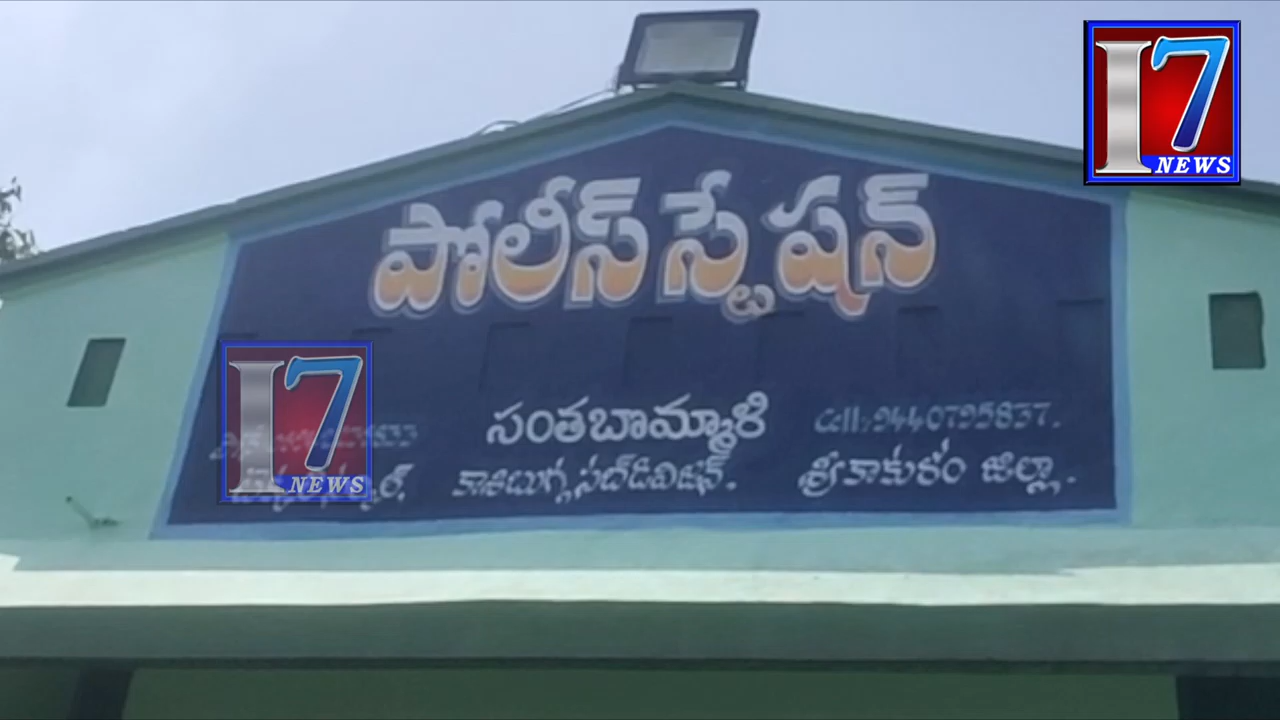 I7
NEWS
పోలీస్ స్టేషన్
సంతబొమ్మాళి
Cell:9440795837.
I7
NEWS
కాశిబుగ్గ సబ్‌డివిజన్.
శ్రీకాకుళం జిల్లా.